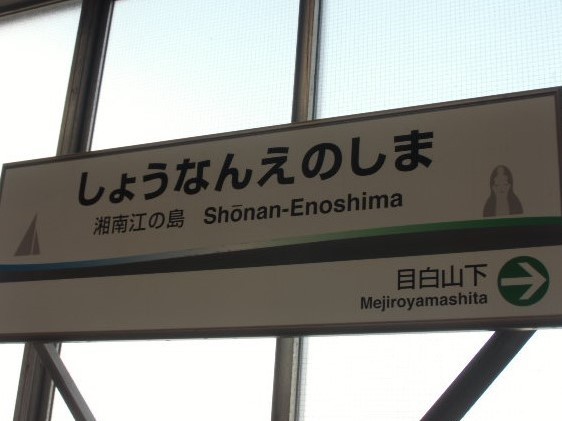 しょうなんえのしま
湘南江の島 Shōnan-Enoshima
目白山下
Mejiroyamashita